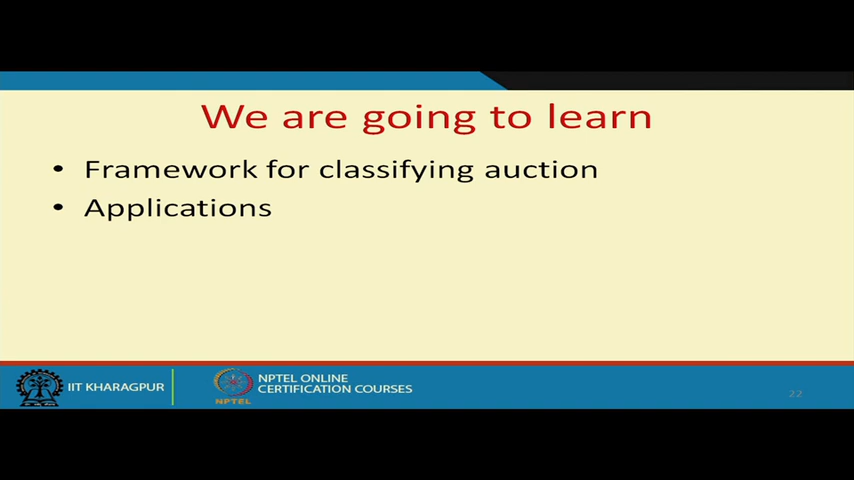 We are going to learn
• Framework for classifying auction
• Applications
IIT KHARAGPUR
NPTEL
NPTEL ONLINE
CERTIFICATION COURSES
22